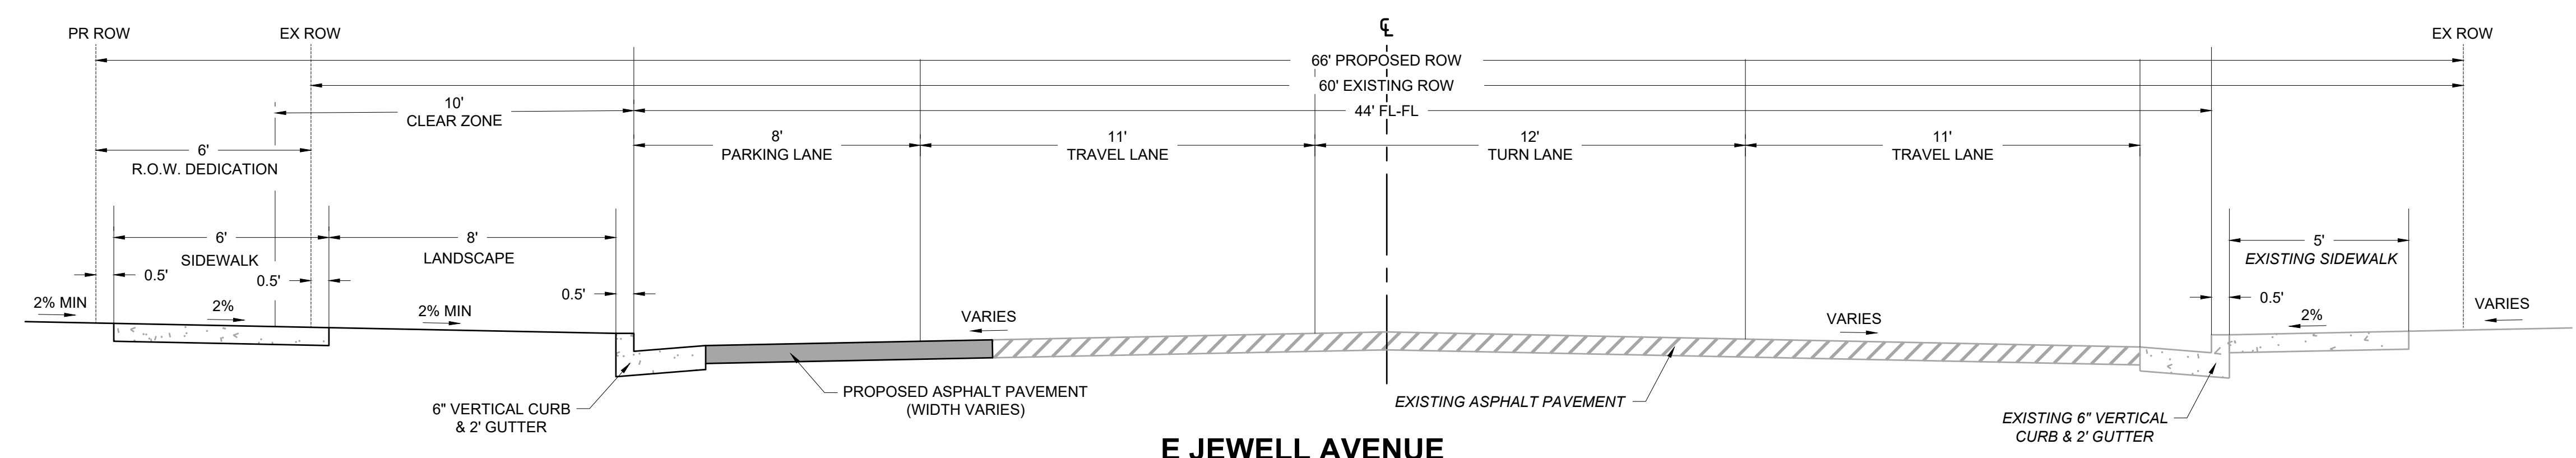 ℄
PR ROW
EX ROW
EX ROW
66' PROPOSED ROW
60' EXISTING ROW
10'
CLEAR ZONE
44' FL-FL
8'
PARKING LANE
11'
TRAVEL LANE
12'
TURN LANE
11'
TRAVEL LANE
6'
R.O.W. DEDICATION
6'
SIDEWALK
8'
LANDSCAPE
5'
EXISTING SIDEWALK
0.5'
0.5'
0.5'
0.5'
2% MIN
2%
2% MIN
VARIES
VARIES
2%
VARIES
6" VERTICAL CURB
& 2' GUTTER
PROPOSED ASPHALT PAVEMENT
(WIDTH VARIES)
EXISTING ASPHALT PAVEMENT
EXISTING 6" VERTICAL
CURB & 2' GUTTER
E JEWELL AVENUE